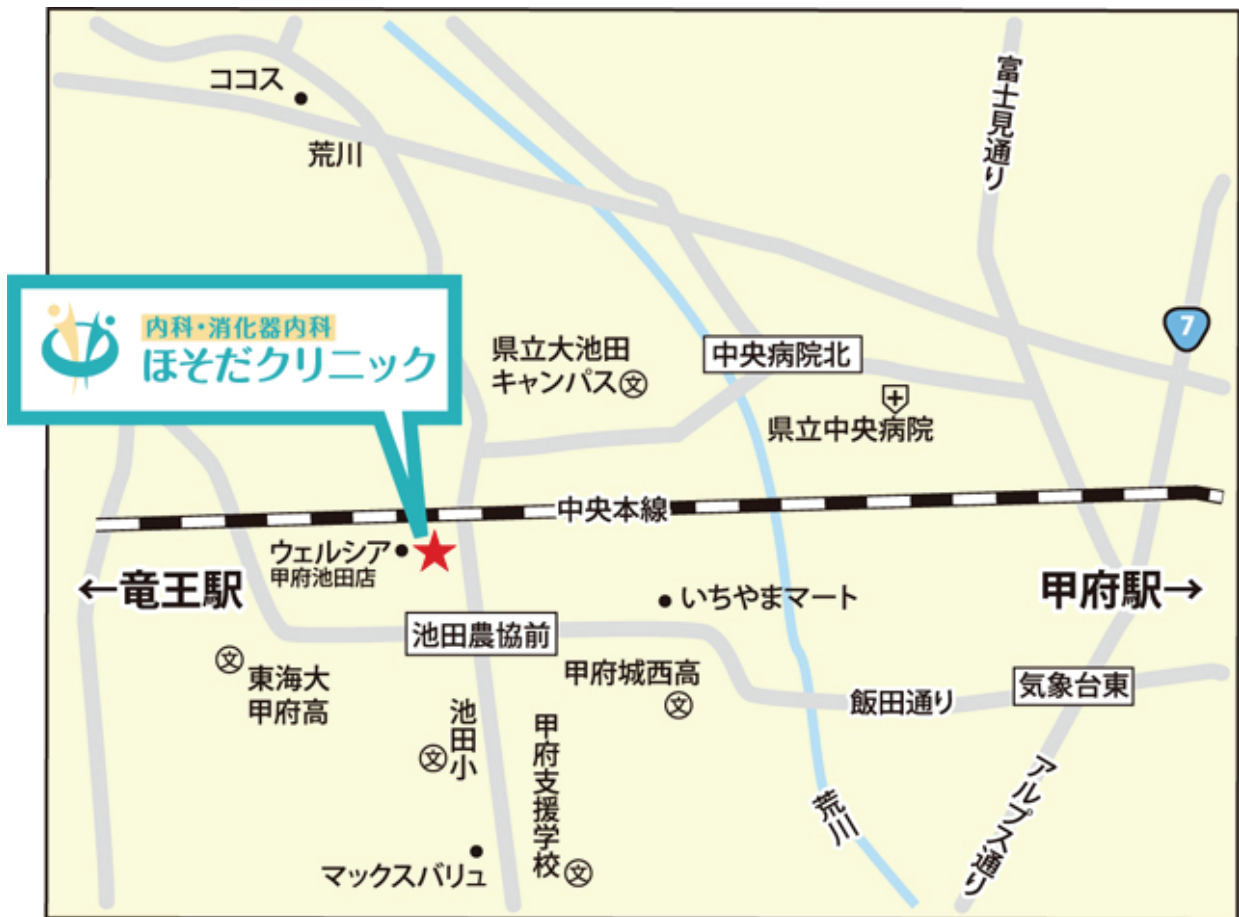 ココス
荒川
富士見通り
内科・消化器内科
ほそだクリニック
7
県立大池田
キャンパス
文
中央病院北
県立中央病院
中央本線
ウェルシア
甲府池田店
←竜王駅
いちやまマート
甲府駅→
池田農協前
文
東海大
甲府高
甲府城西高
文
飯田通り
気象台東
池田小
文
甲府支援学校
文
マックスバリュ
荒川
アルプス通り